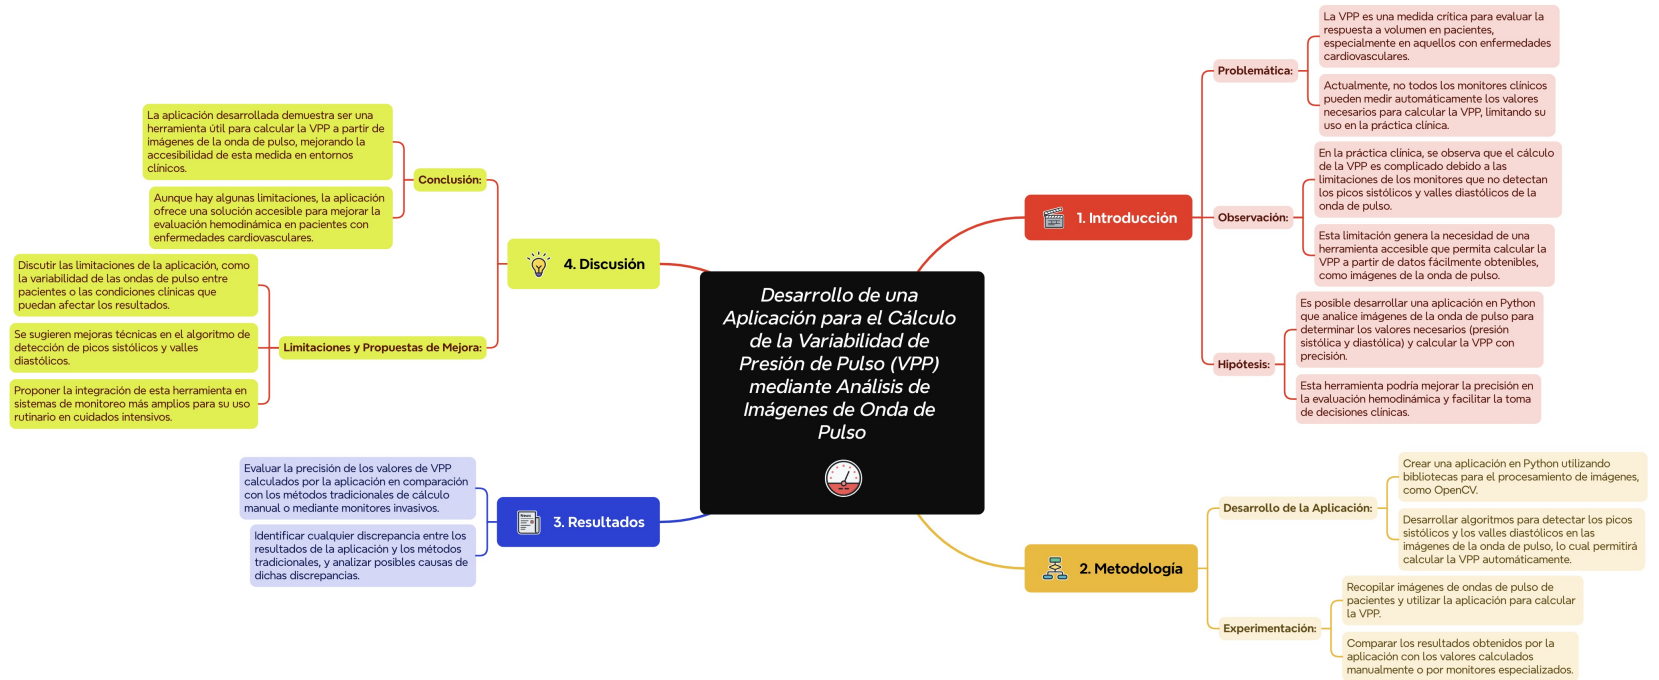 Desarrollo de una
Aplicación para el Cálculo
de la Variabilidad de
Presión de Pulso (VPP)
mediante Análisis de
Imágenes de Onda de
Pulso
1. Introducción
Problemática:
La VPP es una medida crítica para evaluar la
respuesta a volumen en pacientes,
especialmente en aquellos con enfermedades
cardiovasculares.
Actualmente, no todos los monitores clínicos
pueden medir automáticamente los valores
necesarios para calcular la VPP, limitando su
uso en la práctica clínica.
Observación:
En la práctica clínica, se observa que el cálculo
de la VPP es complicado debido a las
limitaciones de los monitores que no detectan
los picos sistólicos y valles diastólicos de la
onda de pulso.
Esta limitación genera la necesidad de una
herramienta accesible que permita calcular la
VPP a partir de datos fácilmente obtenibles,
como imágenes de la onda de pulso.
Hipótesis:
Es posible desarrollar una aplicación en Python
que analice imágenes de la onda de pulso para
determinar los valores necesarios (presión
sistólica y diastólica) y calcular la VPP con
precisión.
Esta herramienta podría mejorar la precisión en
la evaluación hemodinámica y facilitar la toma
de decisiones clínicas.
2. Metodología
Desarrollo de la Aplicación:
Crear una aplicación en Python utilizando
bibliotecas para el procesamiento de imágenes,
como OpenCV.
Desarrollar algoritmos para detectar los picos
sistólicos y los valles diastólicos en las
imágenes de la onda de pulso, lo cual permitirá
calcular la VPP automáticamente.
Experimentación:
Recopilar imágenes de ondas de pulso de
pacientes y utilizar la aplicación para calcular
la VPP.
Comparar los resultados obtenidos por la
aplicación con los valores calculados
manualmente o por monitores especializados.
3. Resultados
Evaluar la precisión de los valores de VPP
calculados por la aplicación en comparación
con los métodos tradicionales de cálculo
manual o mediante monitores invasivos.
Identificar cualquier discrepancia entre los
resultados de la aplicación y los métodos
tradicionales, y analizar posibles causas de
dichas discrepancias.
4. Discusión
Conclusión:
La aplicación desarrollada demuestra ser una
herramienta útil para calcular la VPP a partir de
imágenes de la onda de pulso, mejorando la
accesibilidad de esta medida en entornos
clínicos.
Aunque hay algunas limitaciones, la aplicación
ofrece una solución accesible para mejorar la
evaluación hemodinámica en pacientes con
enfermedades cardiovasculares.
Limitaciones y Propuestas de Mejora:
Discutir las limitaciones de la aplicación, como
la variabilidad de las ondas de pulso entre
pacientes o las condiciones clínicas que
puedan afectar los resultados.
Se sugieren mejoras técnicas en el algoritmo de
detección de picos sistólicos y valles
diastólicos.
Proponer la integración de esta herramienta en
sistemas de monitoreo más amplios para su uso
rutinario en cuidados intensivos.